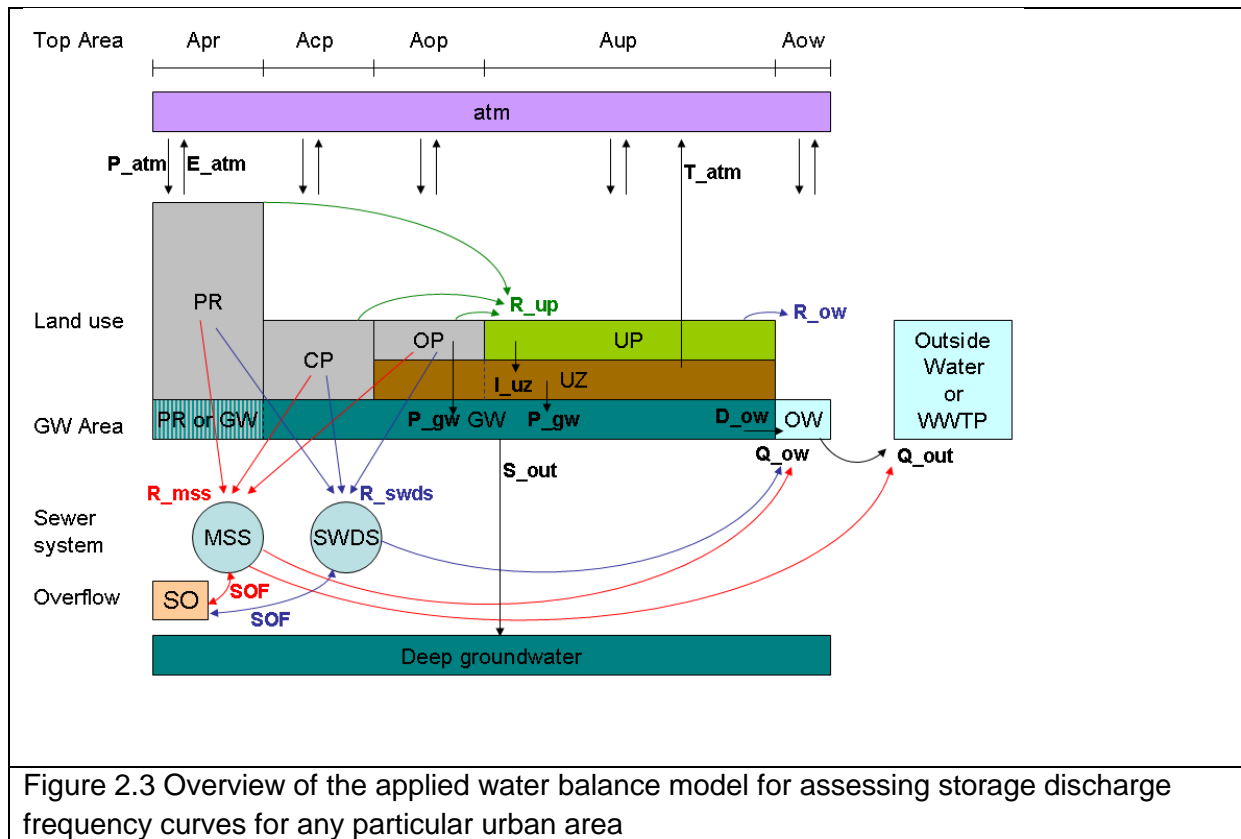 Top Area Apr Acp Aop Aup Aow
atm
P_atm E_atm T_atm
PR
R_up R_ow
Land use
OP UP
CP
Outside
Water
or
WWTP
UZ
I_uz
GW Area
PR or GW P_gw GW P_gw D_ow OW
Q_ow Q_out
S_out
R_mss R_swds
Sewer
system
MSS SWDS
Overflow
SO SOF
SOF
Deep groundwater
Figure 2.3 Overview of the applied water balance model for assessing storage discharge
frequency curves for any particular urban area